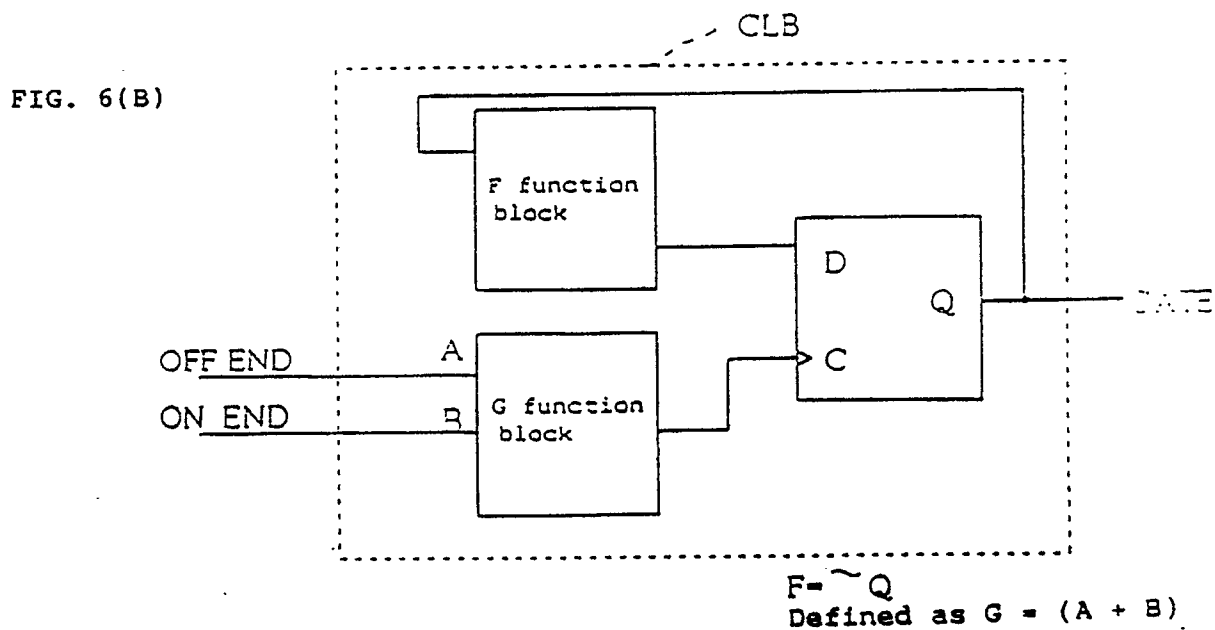 CLB
FIG. 6(B)
F function
block
D
Q
C
OFF END
A
ON END
B
G function
block
F= ~Q
Defined as G = (A + B)